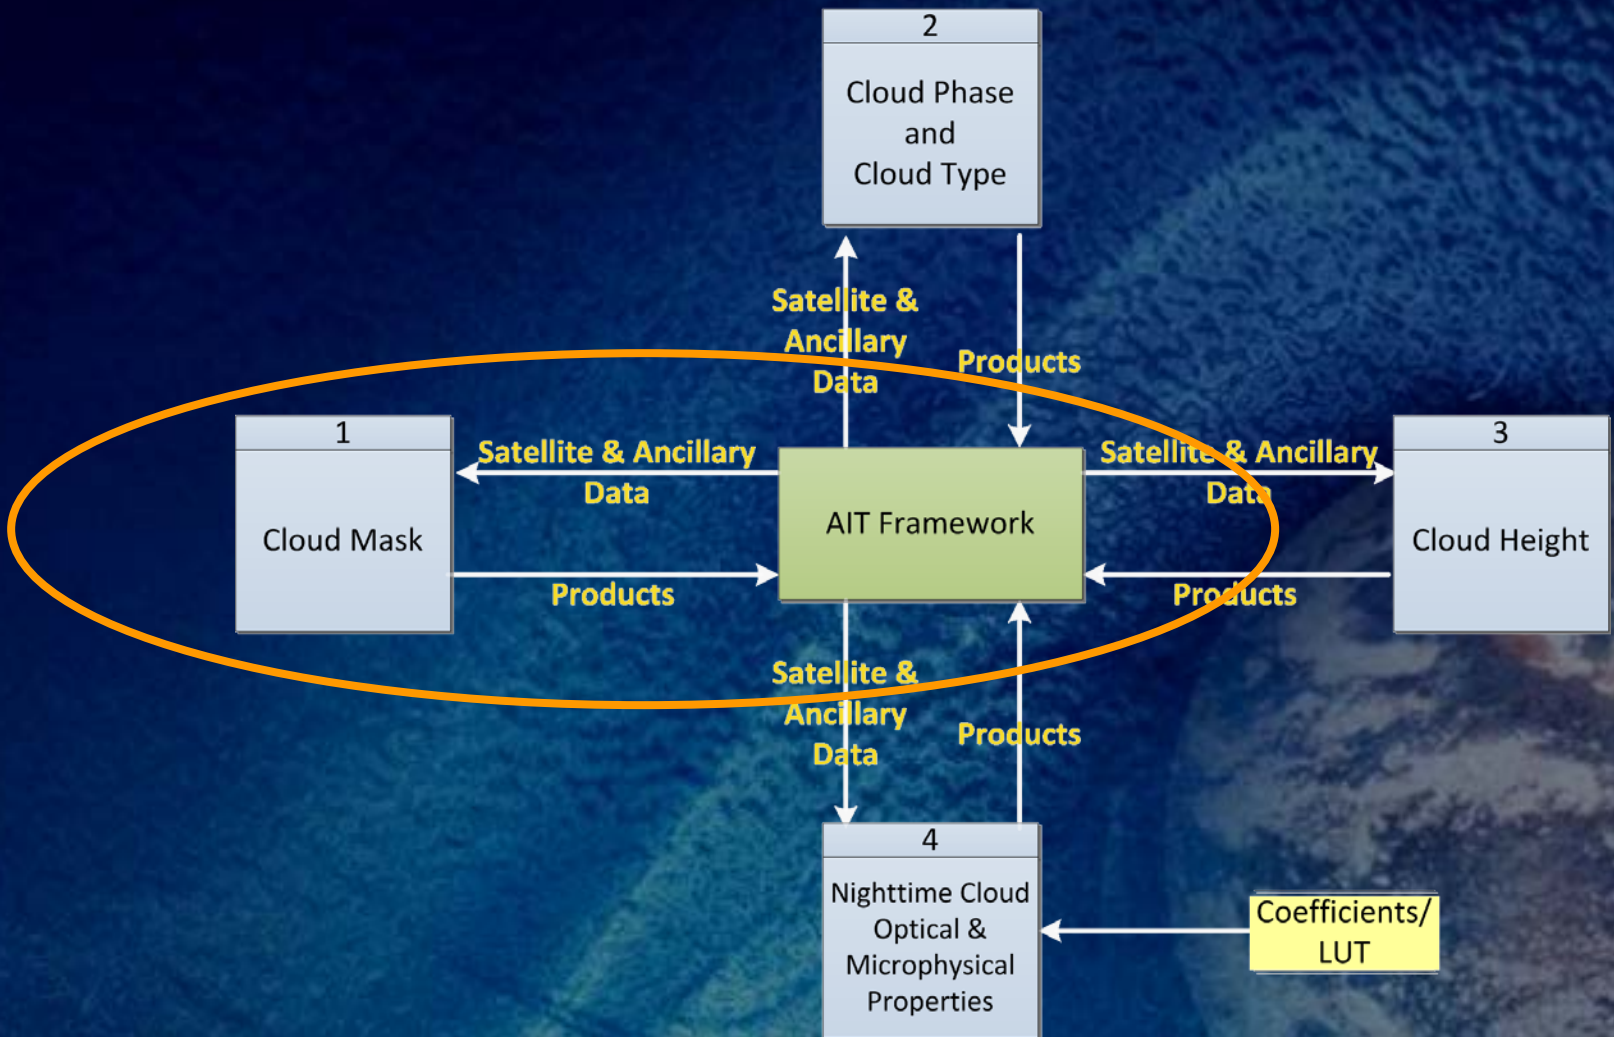 2
Cloud Phase
and
Cloud Type
Satellite &
Ancillary
Data
Products
1
Cloud Mask
Satellite & Ancillary
Data
Products
AIT Framework
Satellite & Ancillary
Data
Products
3
Cloud Height
Satellite &
Ancillary
Data
Products
4
Nighttime Cloud
Optical &
Microphysical
Properties
Coefficients/
LUT